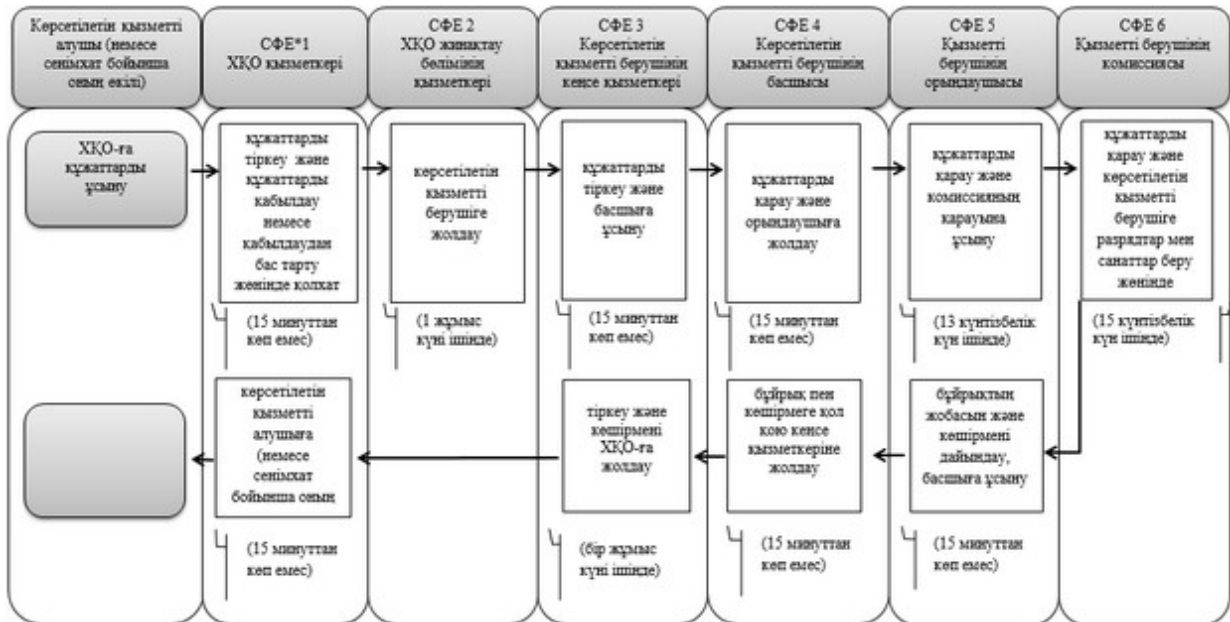 Көрсетілетін қызметті
алушы (немесе
сенімхат бойынша
оның екілі)
СФЕ*1
ХҚО қызметкері
СФЕ 2
ХҚО жинақтау
бөлімінің
қызметкері
СФЕ 3
Көрсетілетін
қызметті берушінің
кеңсе қызметкері
СФЕ 4
Көрсетілетін
қызметті берушінің
басшысы
СФЕ 5
Қызметті
берушінің
орындаушысы
СФЕ 6
Қызметті берушінің
комиссиясы
ХҚО-ға
құжаттарды
ұсыну
құжаттарды
тіркеу және
құжаттарды
қабылдау
немесе
қабылдаудан
бас тарту
жөнінде қолхат
көрсетілетін
қызметті
берушіге
жолдау
құжаттарды
тіркеу және
басшыға
ұсыну
құжаттарды
қарау және
орындаушыға
жолдау
құжаттарды
қарау және
комиссияның
қарауына
ұсыну
құжаттарды
қарау және
көрсетілетін
қызметті
берушіге
разрядтар мен
санаттар беру
жөнінде
(15 минуттан
көп емес)
(1 жұмыс
күні ішінде)
(15 минуттан
көп емес)
(15 минуттан
көп емес)
(13 күнтізбелік
күн ішінде)
(15 күнтізбелік
күн ішінде)
көрсетілетін
қызметті
алушыға
(немесе
сенімхат
бойынша оның
тіркеу және
көшірмені
ХҚО-ға
жолдау
бұйрық пен
көшірмеге қол
қою кеңсе
қызметкеріне
жолдау
бұйрықтың
жобасын және
көшірмені
дайындау,
басшыға ұсыну
(15 минуттан
көп емес)
(бір жұмыс
күні ішінде)
(15 минуттан
көп емес)
(15 минуттан
көп емес)